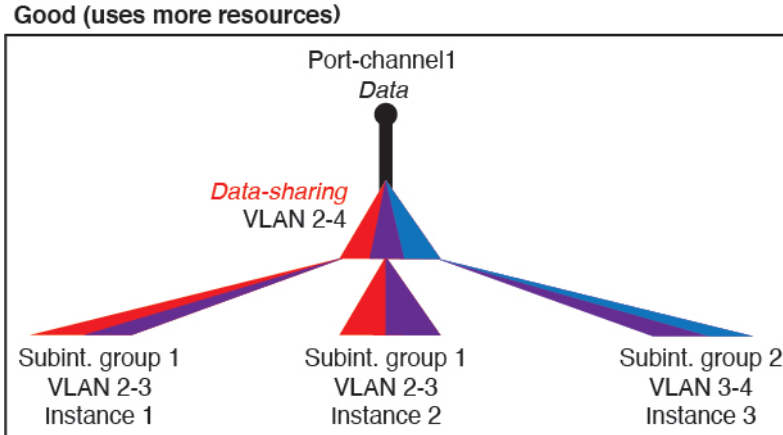 Good (uses more resources)
Port-channel1
Data
Data-sharing
VLAN 2-4
Subint. group 1
VLAN 2-3
Instance 1
Subint. group 1
VLAN 2-3
Instance 2
Subint. group 2
VLAN 3-4
Instance 3